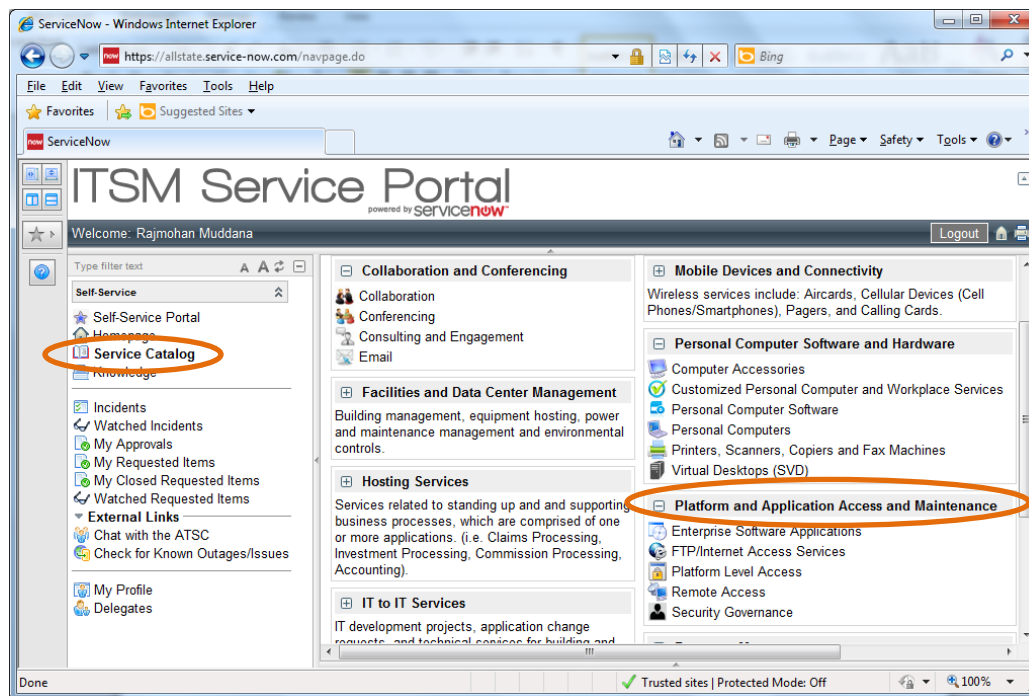 ServiceNow - Windows Internet Explorer
https://allstate.service-now.com/navpage.do
Bing
File Edit View Favorites Tools Help
Favorites Suggested Sites
now ServiceNow
Page Safety Tools
ITSM Service Portal
powered by servicenow
Welcome: Rajmohan Muddana
Logout
Type filter text A A
Self-Service
Self-Service Portal
Homepage
Service Catalog
Knowledge
Incidents
Watched Incidents
My Approvals
My Requested Items
My Closed Requested Items
Watched Requested Items
External Links
Chat with the ATSC
Check for Known Outages/Issues
My Profile
Delegates
Collaboration and Conferencing
Collaboration
Conferencing
Consulting and Engagement
Email
Facilities and Data Center Management
Building management, equipment hosting, power
and maintenance management and environmental
controls.
Hosting Services
Services related to standing up and and supporting
business processes, which are comprised of one
or more applications. (i.e. Claims Processing,
Investment Processing, Commission Processing,
Accounting).
IT to IT Services
IT development projects, application change
requests, and technical services for building and
Mobile Devices and Connectivity
Wireless services include: Aircards, Cellular Devices (Cell
Phones/Smartphones), Pagers, and Calling Cards.
Personal Computer Software and Hardware
Computer Accessories
Customized Personal Computer and Workplace Services
Personal Computer Software
Personal Computers
Printers, Scanners, Copiers and Fax Machines
Virtual Desktops (SVD)
Platform and Application Access and Maintenance
Enterprise Software Applications
FTP/Internet Access Services
Platform Level Access
Remote Access
Security Governance
Done
Trusted sites | Protected Mode: Off
100%